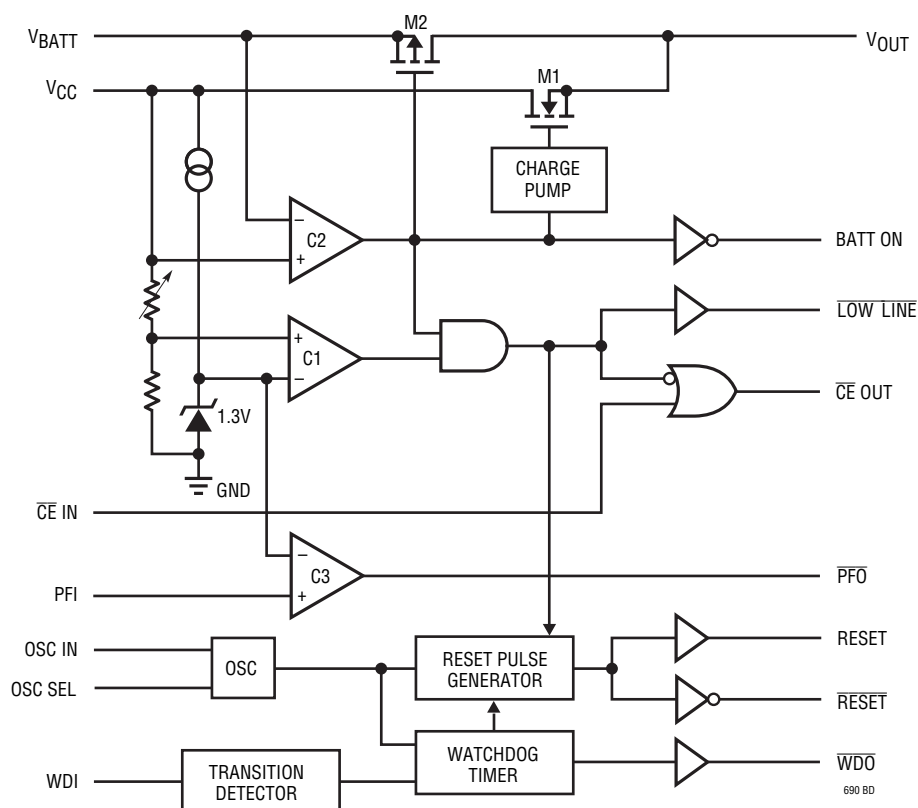 M2
VBATT
VOUT
VCC
M1
CHARGE
PUMP
−
C2
+
BATT ON
LOW LINE
+
C1
−
CE OUT
1.3V
GND
CE IN
−
C3
+
PFO
PFI
OSC IN
OSC
OSC SEL
RESET PULSE
GENERATOR
RESET
RESET
WATCHDOG
TIMER
WDO
WDI
TRANSITION
DETECTOR
690 BD